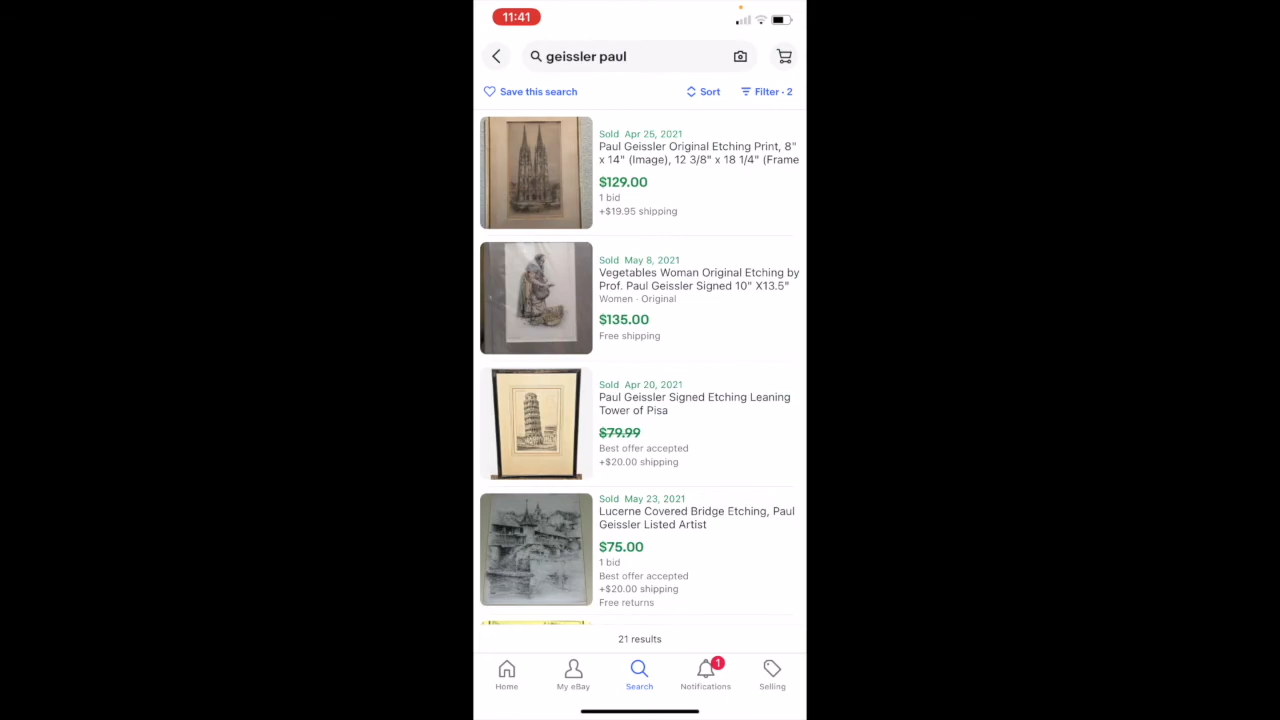 11:41
geissler paul
Save this search
Sort
Filter · 2
Sold Apr 25, 2021
Paul Geissler Original Etching Print, 8"
x 14" (Image), 12 3/8" x 18 1/4" (Frame
$129.00
1 bid
+$19.95 shipping
Sold May 8, 2021
Vegetables Woman Original Etching by
Prof. Paul Geissler Signed 10" X13.5"
Women · Original
$135.00
Free shipping
Sold Apr 20, 2021
Paul Geissler Signed Etching Leaning
Tower of Pisa
$79.99
Best offer accepted
+$20.00 shipping
Sold May 23, 2021
Lucerne Covered Bridge Etching, Paul
Geissler Listed Artist
$75.00
1 bid
Best offer accepted
+$20.00 shipping
Free returns
21 results
1
Home
My eBay
Search
Notifications
Selling